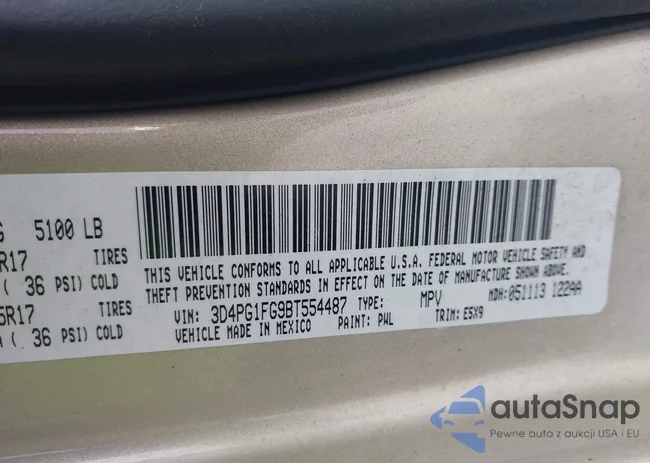 G 5100 LB
R17 TIRES
( 36 PSI) COLD
5R17 TIRES
( 36 PSI) COLD
THIS VEHICLE CONFORMS TO ALL APPLICABLE U.S.A. FEDERAL MOTOR VEHICLE SAFETY AND
THEFT PREVENTION STANDARDS IN EFFECT ON THE DATE OF MANUFACTURE SHOWN ABOVE.
VIN: 3D4PG1FG9BT554487 TYPE: MPV MDH: 051113 122AA
VEHICLE MADE IN MEXICO PAINT: PWL TRIM: E5X9
autoSnap
Pewne auta z aukcji USA i EU